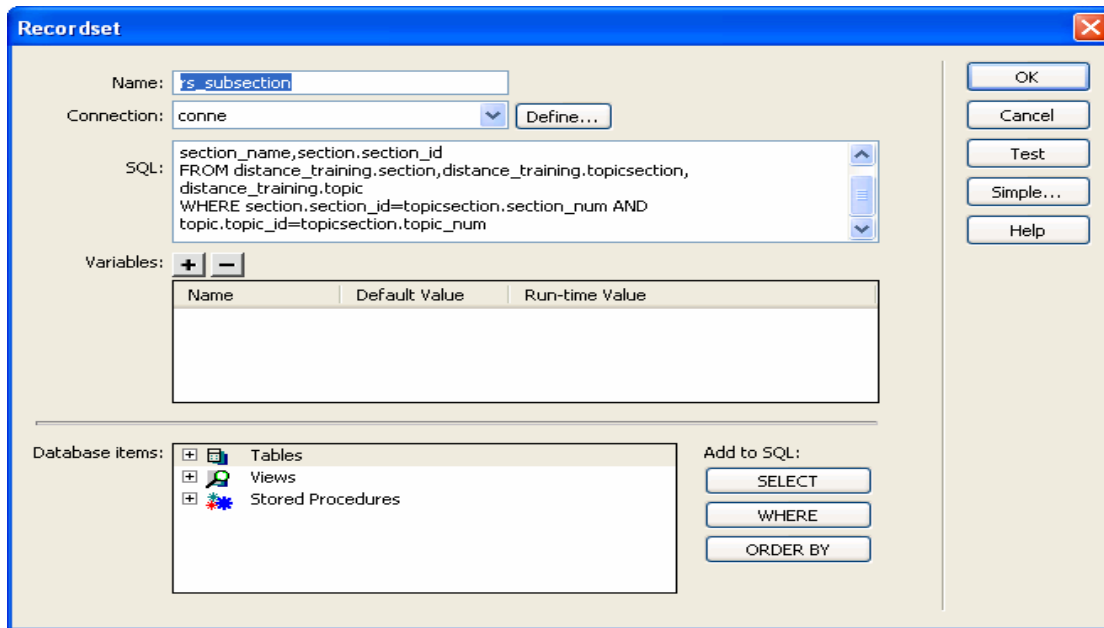 Recordset
Name: rs_subsection
Connection: conne Define...
SQL: section_name,section.section_id
FROM distance_training.section,distance_training.topicsection,
distance_training.topic
WHERE section.section_id=topicsection.section_num AND
topic.topic_id=topicsection.topic_num
Variables: + −
Name Default Value Run-time Value
Database items: Tables
Views
Stored Procedures
Add to SQL:
SELECT
WHERE
ORDER BY
OK
Cancel
Test
Simple...
Help